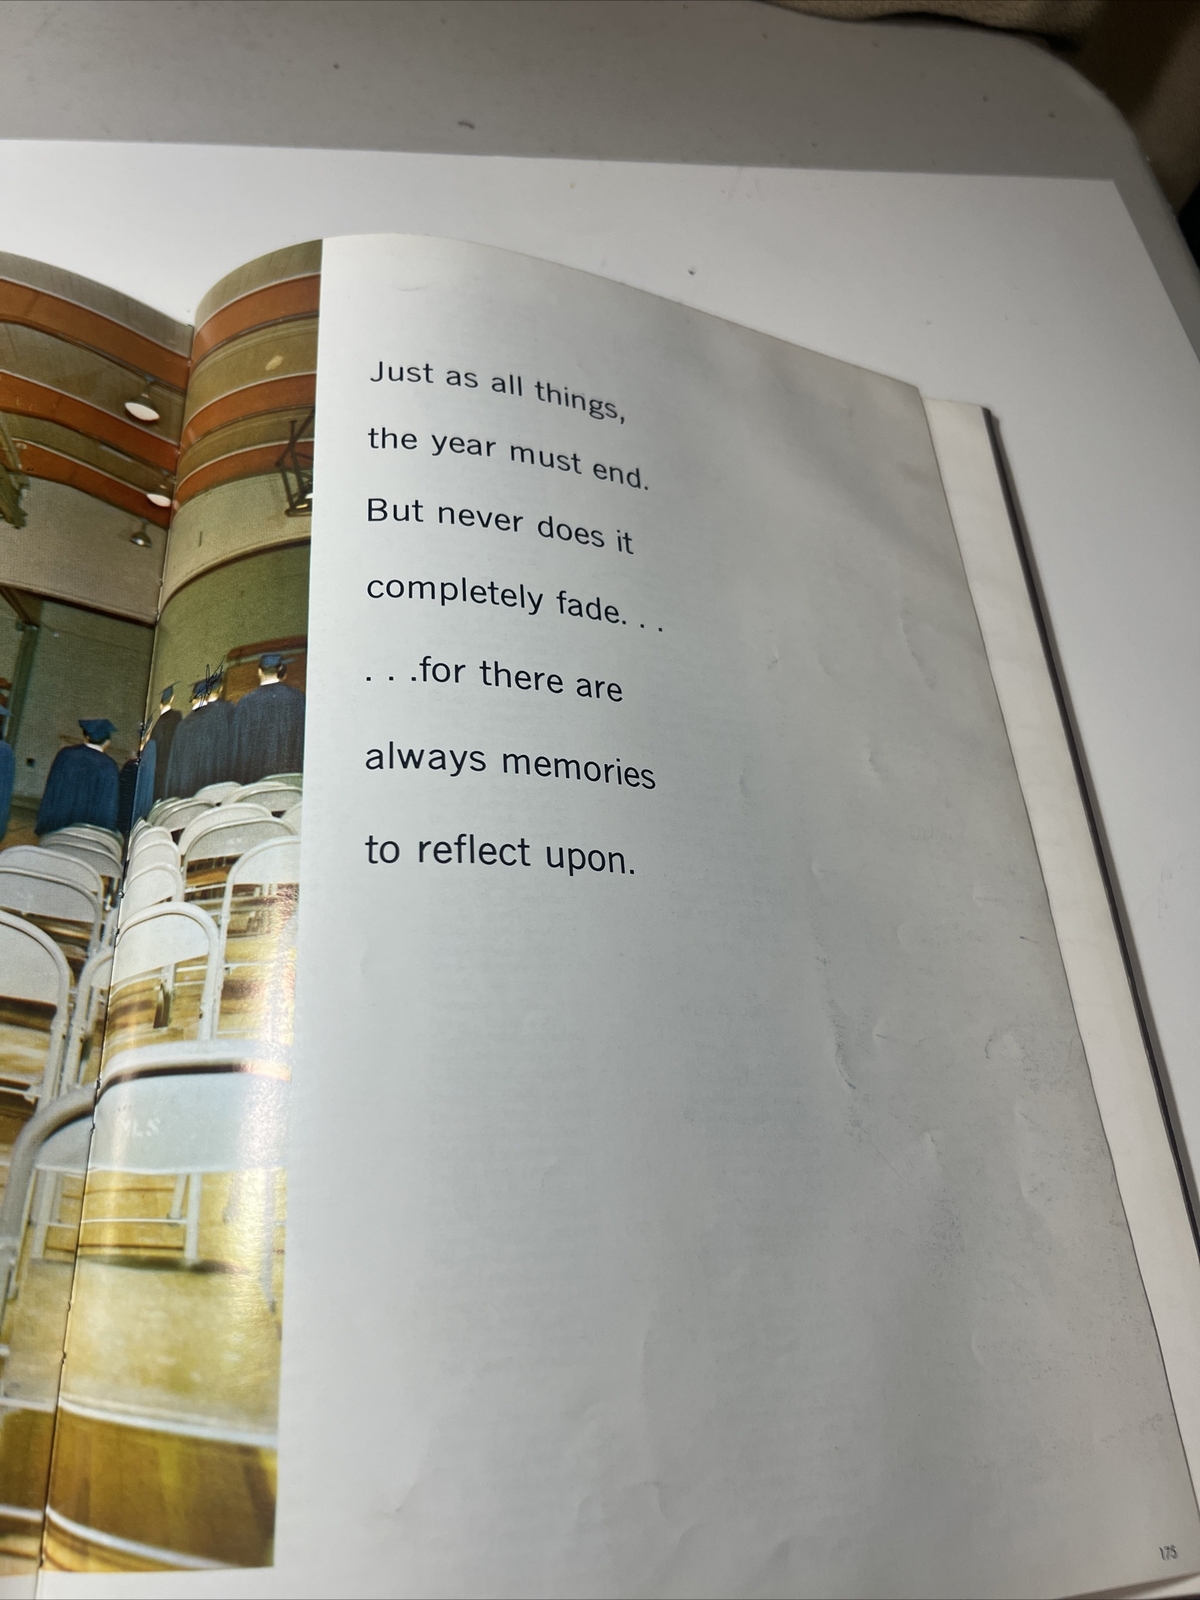 Just as all things,
the year must end.
But never does it
completely fade. . .
. . .for there are
always memories
to reflect upon.
175